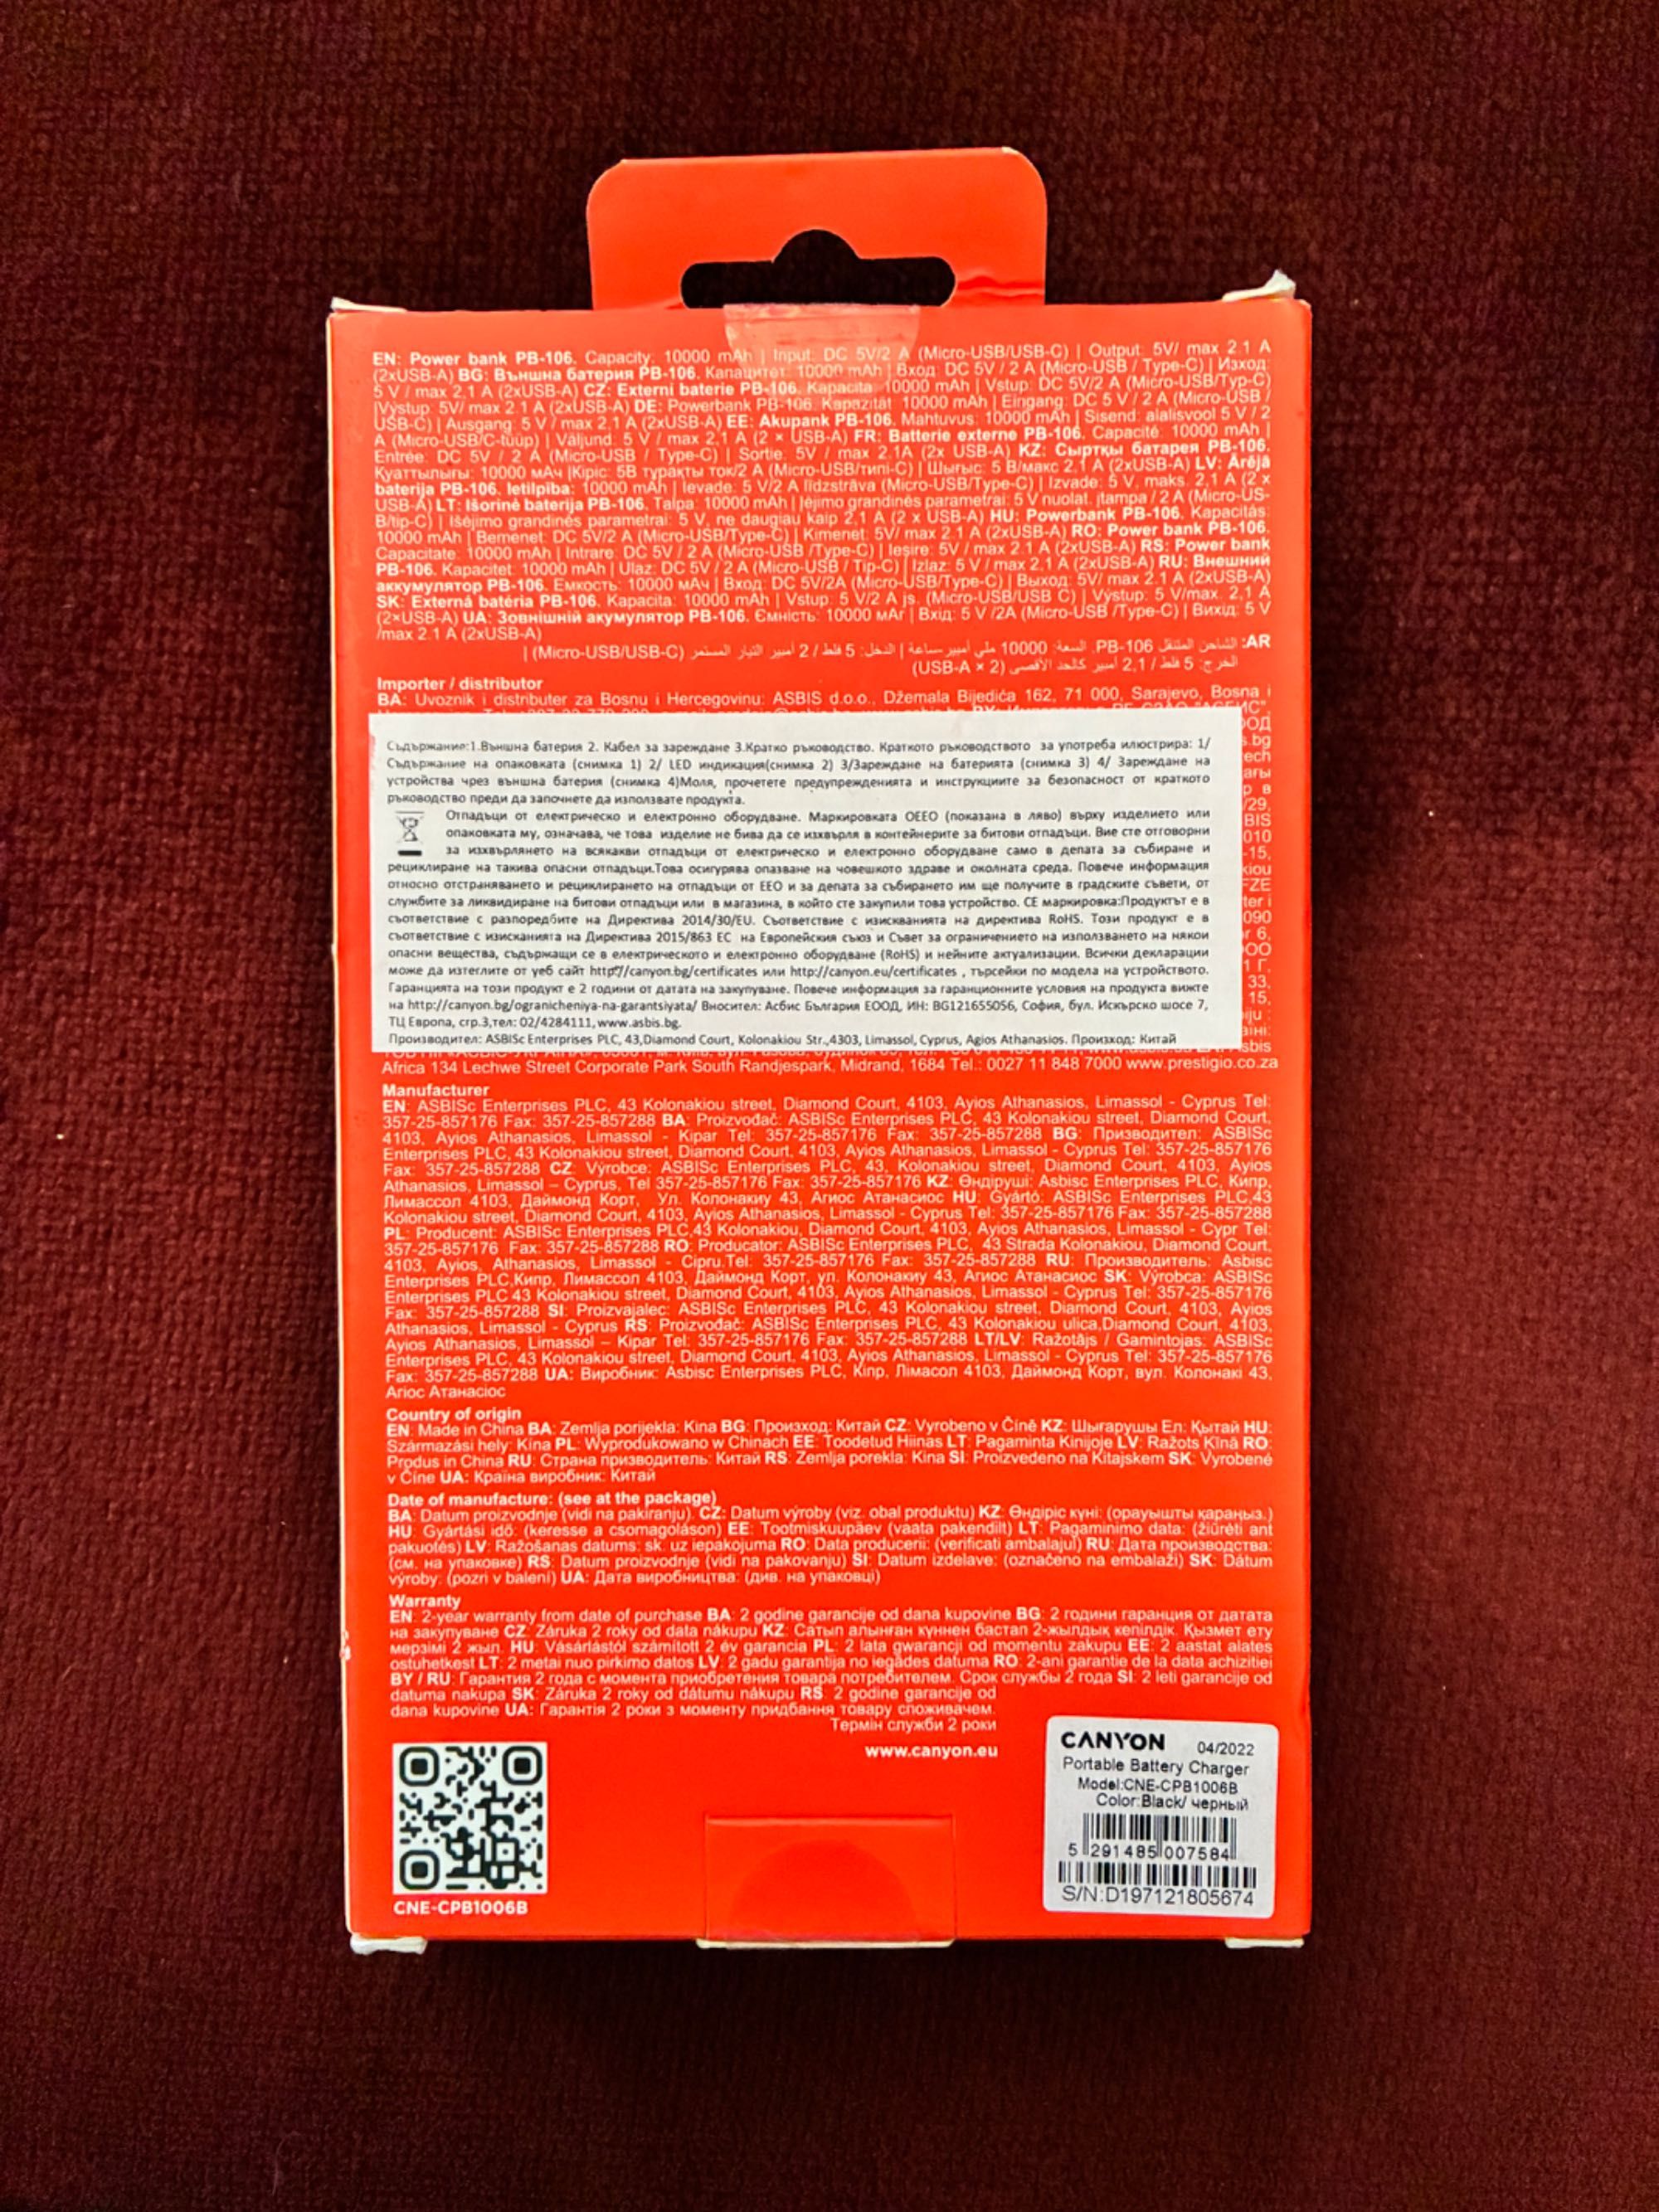 EN: Power bank PB-106. Capacity: 10000 mAh | Input: DC 5V/2 A (Micro-USB/USB-C) | Output: 5V/ max 2.1 A
(2xUSB-A) BG: Външна батерия PB-106. Капацитет: 10000 mAh | Вход: DC 5V / 2 A (Micro-USB / Type-C) | Изход:
5 V / max 2,1 A (2xUSB-A) CZ: Externí baterie PB-106. Kapacita: 10000 mAh | Vstup: DC 5V/2 A (Micro-USB/Typ-C)
|Výstup: 5V/ max 2 1 A (2xUSB-A) DE: Powerbank PB-106. Kapazität: 10000 mAh | Eingang: DC 5 V / 2 A (Micro-USB /
USB-C) | Ausgang: 5 V / max 2,1 A (2xUSB-A) EE: Akupank PB-106. Mahtuvus: 10000 mAh | Sisend: alalisvool 5 V / 2
A (Micro-USB/C-tüüp) | Väljund: 5 V / max 2,1 A (2 × USB-A) FR: Batterie externe PB-106. Capacité: 10000 mAh |
Entrée: DC 5V / 2 A (Micro-USB / Type-C) | Sortie: 5V / max 2.1A (2x USB-A) KZ: Сыртқы батарея PB-106.
Қуаттылығы: 10000 мАч |Кіріс: 5В тұрақты ток/2 А (Micro-USB/типі-C) | Шығыс: 5 В/макс 2,1 А (2xUSB-A) LV: Ārējā
baterija PB-106. Ietilpība: 10000 mAh | Ievade: 5 V/2 A līdzstrāva (Micro-USB/Type-C) | Izvade: 5 V, maks. 2,1 A (2 x
USB-A) LT: Išorinė baterija PB-106. Talpa: 10000 mAh | Įėjimo grandinės parametrai: 5 V nuolat. įtampa / 2 A (Micro-US-
B/tip-C) | Išėjimo grandinės parametrai: 5 V, ne daugiau kaip 2,1 A (2 x USB-A) HU: Powerbank PB-106. Kapacitás:
10000 mAh | Bemenet: DC 5V/2 A (Micro-USB/Type-C) | Kimenet: 5V/ max 2.1 A (2xUSB-A) RO: Power bank PB-106.
Capacitate: 10000 mAh | Intrare: DC 5V / 2 A (Micro-USB /Type-C) | Ieșire: 5V / max 2.1 A (2xUSB-A) RS: Power bank
PB-106. Kapacitet: 10000 mAh | Ulaz: DC 5V / 2 A (Micro-USB / Tip-C) | Izlaz: 5 V / max 2,1 A (2xUSB-A) RU: Внешний
аккумулятор PB-106. Емкость: 10000 мАч | Вход: DC 5V/2A (Micro-USB/Type-C) | Выход: 5V/ max 2.1 A (2xUSB-A)
SK: Externá batéria PB-106. Kapacita: 10000 mAh | Vstup: 5 V/2 A js. (Micro-USB/USB C) | Výstup: 5 V/max. 2,1 A
(2×USB-A) UA: Зовнішній акумулятор PB-106. Ємність: 10000 мАг | Вхід: 5 V /2A (Micro-USB /Type-C) | Вихід: 5 V
/max 2.1 A (2xUSB-A)
AR: الشاحن المتنقل PB-106. السعة: 10000 ملي أمبير-ساعة | الدخل: 5 فلط / 2 أمبير التيار المستمر (Micro-USB/USB-C) |
الخرج: 5 فلط / 2,1 أمبير كالحد الأقصى (2 × USB-A)
Importer / distributor
BA: Uvoznik i distributer za Bosnu i Hercegovinu: ASBIS d.o.o., Džemala Bijedića 162, 71 000, Sarajevo, Bosna i
Съдържание:1.Външна батерия 2. Кабел за зареждане 3.Кратко ръководство. Краткото ръководството за употреба илюстрира: 1/
Съдържание на опаковката (снимка 1) 2/ LED индикация(снимка 2) 3/Зареждане на батерията (снимка 3) 4/ Зареждане на
устройства чрез външна батерия (снимка 4)Моля, прочетете предупрежденията и инструкциите за безопасност от краткото
ръководство преди да започнете да използвате продукта.
Отпадъци от електрическо и електронно оборудване. Маркировката ОЕЕО (показана в ляво) върху изделието или
опаковката му, означава, че това изделие не бива да се изхвърля в контейнерите за битови отпадъци. Вие сте отговорни
за изхвърлянето на всякакви отпадъци от електрическо и електронно оборудване само в депата за събиране и
рециклиране на такива опасни отпадъци.Това осигурява опазване на човешкото здраве и околната среда. Повече информация
относно отстраняването и рециклирането на отпадъци от ЕЕО и за депата за събирането им ще получите в градските съвети, от
службите за ликвидиране на битови отпадъци или в магазина, в който сте закупили това устройство. CE маркировка:Продуктът е в
съответствие с разпоредбите на Директива 2014/30/EU. Съответствие с изискванията на директива RoHS. Този продукт е в
съответствие с изисканията на Директива 2015/863 ЕС на Европейския съюз и Съвет за ограничението на използването на някои
опасни вещества, съдържащи се в електрическото и електронно оборудване (RoHS) и нейните актуализации. Всички декларации
може да изтеглите от уеб сайт http://canyon.bg/certificates или http://canyon.eu/certificates , търсейки по модела на устройството.
Гаранцията на този продукт е 2 години от датата на закупуване. Повече информация за гаранционните условия на продукта вижте
на http://canyon.bg/ogranicheniya-na-garantsiyata/ Вносител: Асбис България ЕООД, ИН: BG121655056, София, бул. Искърско шосе 7,
ТЦ Европа, сгр.3,тел: 02/4284111, www.asbis.bg.
Производител: ASBISc Enterprises PLC, 43,Diamond Court, Kolonakiou Str.,4303, Limassol, Cyprus, Agios Athanasios. Произход: Китай
Africa 134 Lechwe Street Corporate Park South Randjespark, Midrand, 1684 Tel.: 0027 11 848 7000 www.prestigio.co.za
Manufacturer
EN: ASBISc Enterprises PLC, 43 Kolonakiou street, Diamond Court, 4103, Ayios Athanasios, Limassol - Cyprus Tel:
357-25-857176 Fax: 357-25-857288 BA: Proizvođač: ASBISc Enterprises PLC, 43 Kolonakiou street, Diamond Court,
4103, Ayios Athanasios, Limassol - Kipar Tel: 357-25-857176 Fax: 357-25-857288 BG: Призводител: ASBISc
Enterprises PLC, 43 Kolonakiou street, Diamond Court, 4103, Ayios Athanasios, Limassol - Cyprus Tel: 357-25-857176
Fax: 357-25-857288 CZ: Výrobce: ASBISc Enterprises PLC, 43, Kolonakiou street, Diamond Court, 4103, Ayios
Athanasios, Limassol – Cyprus, Tel 357-25-857176 Fax: 357-25-857176 KZ: Өндіруші: Asbisc Enterprises PLC, Кипр,
Лимассол 4103, Даймонд Корт, Ул. Колонакиу 43, Агиос Атанасиос HU: Gyártó: ASBISc Enterprises PLC,43
Kolonakiou street, Diamond Court, 4103, Ayios Athanasios, Limassol - Cyprus Tel: 357-25-857176 Fax: 357-25-857288
PL: Producent: ASBISc Enterprises PLC,43 Kolonakiou, Diamond Court, 4103, Ayios Athanasios, Limassol - Cypr Tel:
357-25-857176 Fax: 357-25-857288 RO: Producator: ASBISc Enterprises PLC, 43 Strada Kolonakiou, Diamond Court,
4103, Ayios, Athanasios, Limassol - Cipru.Tel: 357-25-857176 Fax: 357-25-857288 RU: Производитель: Asbisc
Enterprises PLC,Кипр, Лимассол 4103, Даймонд Корт, ул. Колонакиу 43, Агиос Атанасиос SK: Výrobca: ASBISc
Enterprises PLC 43 Kolonakiou street, Diamond Court, 4103, Ayios Athanasios, Limassol - Cyprus Tel: 357-25-857176
Fax: 357-25-857288 SI: Proizvajalec: ASBISc Enterprises PLC, 43 Kolonakiou street, Diamond Court, 4103, Ayios
Athanasios, Limassol - Cyprus RS: Proizvođač: ASBISc Enterprises PLC, 43 Kolonakiou ulica,Diamond Court, 4103,
Ayios Athanasios, Limassol – Kipar Tel: 357-25-857176 Fax: 357-25-857288 LT/LV: Ražotājs / Gamintojas: ASBISc
Enterprises PLC, 43 Kolonakiou street, Diamond Court, 4103, Ayios Athanasios, Limassol - Cyprus Tel: 357-25-857176
Fax: 357-25-857288 UA: Виробник: Asbisc Enterprises PLC, Кіпр, Лімасол 4103, Даймонд Корт, вул. Колонакі 43,
Агіос Атанасіос
Country of origin
EN: Made in China BA: Zemlja porijekla: Kina BG: Произход: Китай CZ: Vyrobeno v Číně KZ: Шығарушы Ел: Қытай HU:
Származási hely: Kína PL: Wyprodukowano w Chinach EE: Toodetud Hiinas LT: Pagaminta Kinijoje LV: Ražots Ķīnā RO:
Produs in China RU: Страна призводитель: Китай RS: Zemlja porekla: Kina SI: Proizvedeno na Kitajskem SK: Vyrobené
v Číne UA: Країна виробник: Китай
Date of manufacture: (see at the package)
BA: Datum proizvodnje (vidi na pakiranju). CZ: Datum výroby (viz. obal produktu) KZ: Өндіріс күні: (орауышты қараңыз.)
HU: Gyártási idő: (keresse a csomagoláson) EE: Tootmiskuupäev (vaata pakendilt) LT: Pagaminimo data: (žiūrėti ant
pakuotės) LV: Ražošanas datums: sk. uz iepakojuma RO: Data producerii: (verificati ambalajul) RU: Дата производства:
(см. на упаковке) RS: Datum proizvodnje (vidi na pakovanju) SI: Datum izdelave: (označeno na embalaži) SK: Dátum
výroby: (pozri v balení) UA: Дата виробництва: (див. на упаковці)
Warranty
EN: 2-year warranty from date of purchase BA: 2 godine garancije od dana kupovine BG: 2 години гаранция от датата
на закупуване CZ: Záruka 2 roky od data nákupu KZ: Сатып алынған күннен бастап 2-жылдық кепілдік. Қызмет ету
мерзімі 2 жыл. HU: Vásárlástól számított 2 év garancia PL: 2 lata gwarancji od momentu zakupu EE: 2 aastat alates
ostuhetkest LT: 2 metai nuo pirkimo datos LV: 2 gadu garantija no iegādes datuma RO: 2-ani garantie de la data achizitiei
BY / RU: Гарантия 2 года с момента приобретения товара потребителем. Срок службы 2 года SI: 2 leti garancije od
datuma nakupa SK: Záruka 2 roky od dátumu nákupu RS: 2 godine garancije od
dana kupovine UA: Гарантія 2 роки з моменту придбання товару споживачем.
Термін служби 2 роки
www.canyon.eu
CNE-CPB1006B
CANYON 04/2022
Portable Battery Charger
Model:CNE-CPB1006B
Color:Black/ черный
5 291485 007584
S/N:D197121805674